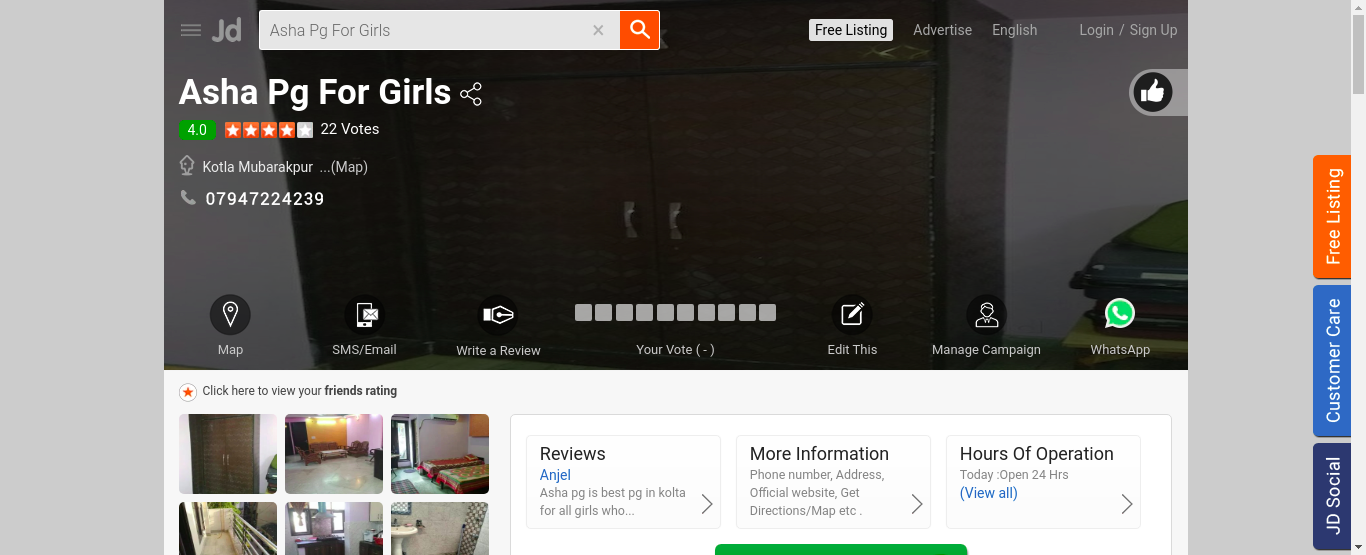 Jd
Asha Pg For Girls
Free Listing
Advertise
English
Login / Sign Up
Asha Pg For Girls
4.0
22 Votes
Kotla Mubarakpur ...(Map)
07947224239
Map
SMS/Email
Write a Review
Your Vote ( - )
Edit This
Manage Campaign
WhatsApp
Click here to view your friends rating
Reviews
Anjel
Asha pg is best pg in kolta
for all girls who...
More Information
Phone number, Address,
Official website, Get
Directions/Map etc .
Hours Of Operation
Today :Open 24 Hrs
(View all)
Free Listing
Customer Care
JD Social